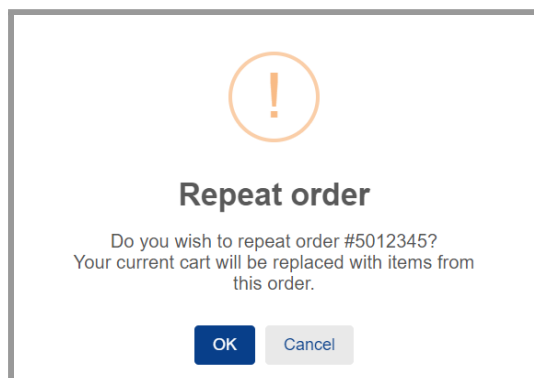 !
Repeat order
Do you wish to repeat order #5012345?
Your current cart will be replaced with items from
this order.
OK Cancel